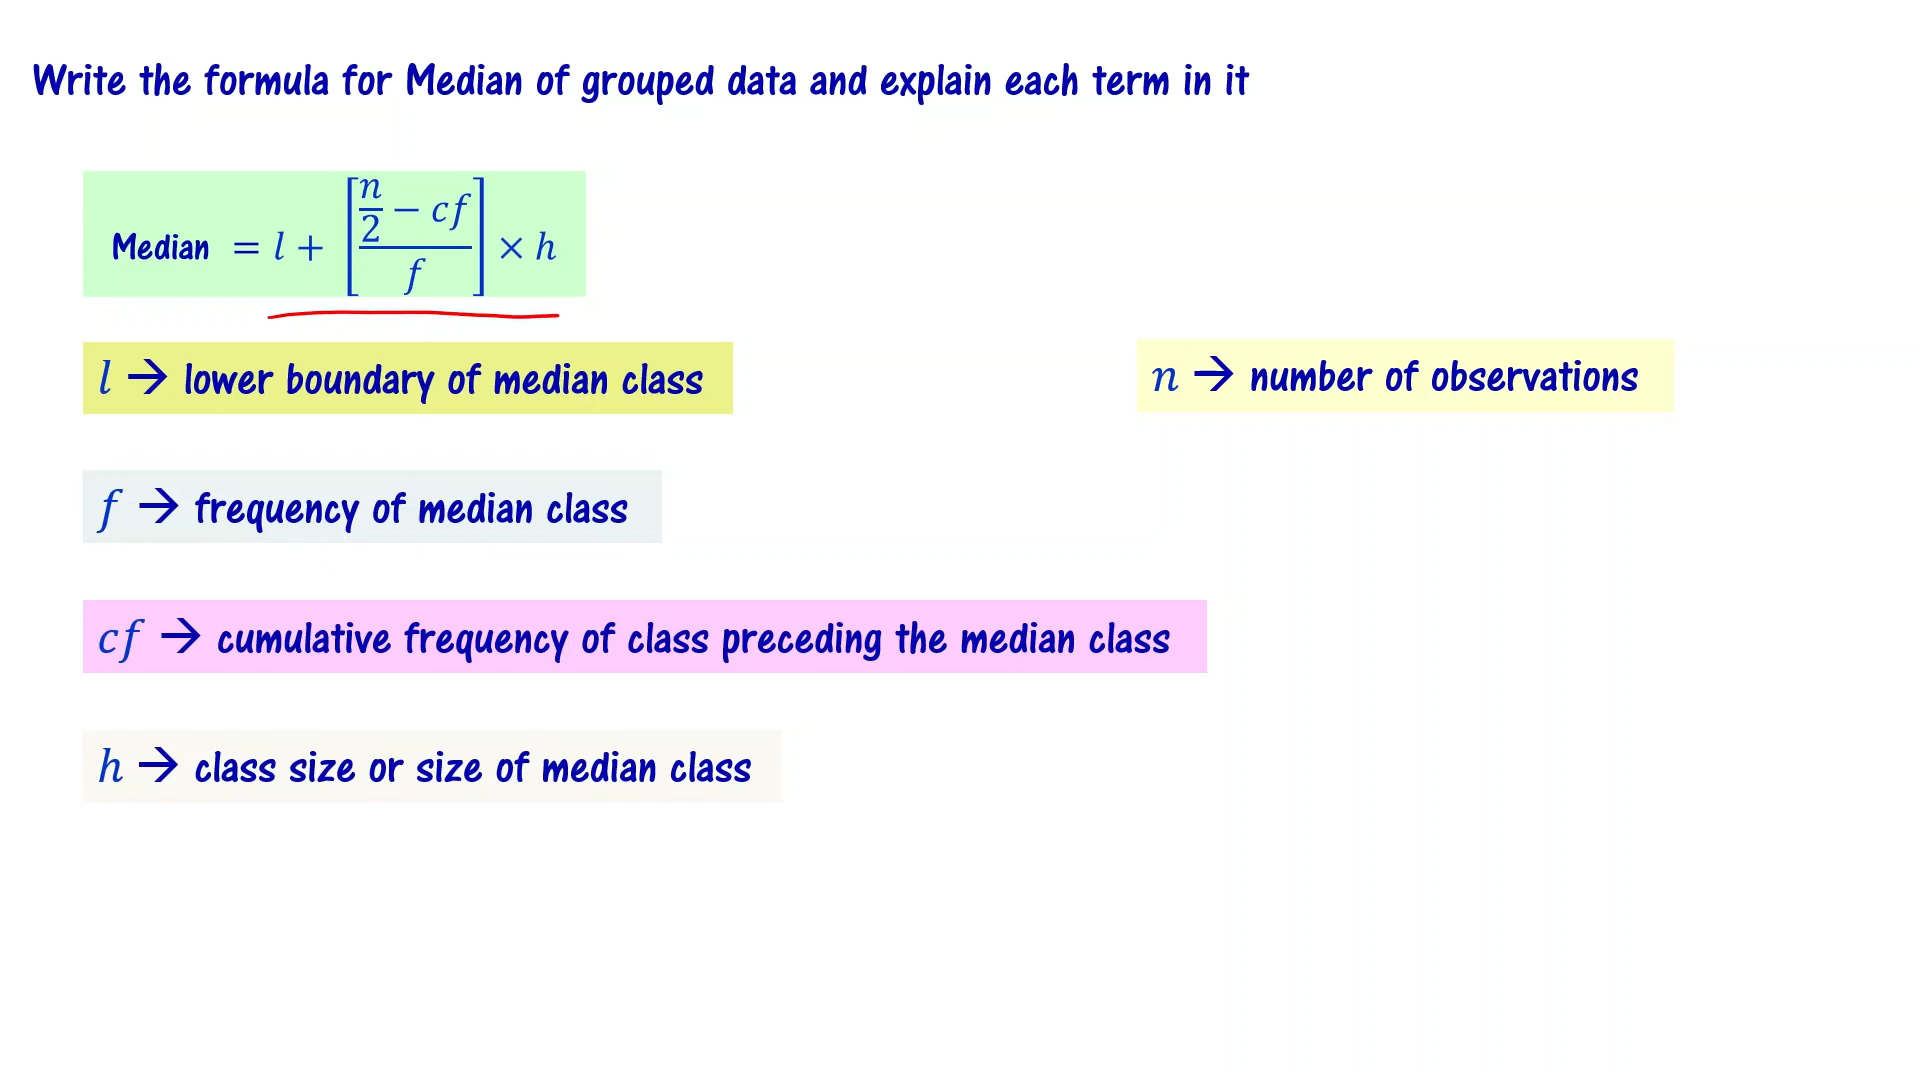 Write the formula for Median of grouped data and explain each term in it
Median = l + [(n/2 − cf)/f] × h
l → lower boundary of median class
n → number of observations
f → frequency of median class
cf → cumulative frequency of class preceding the median class
h → class size or size of median class